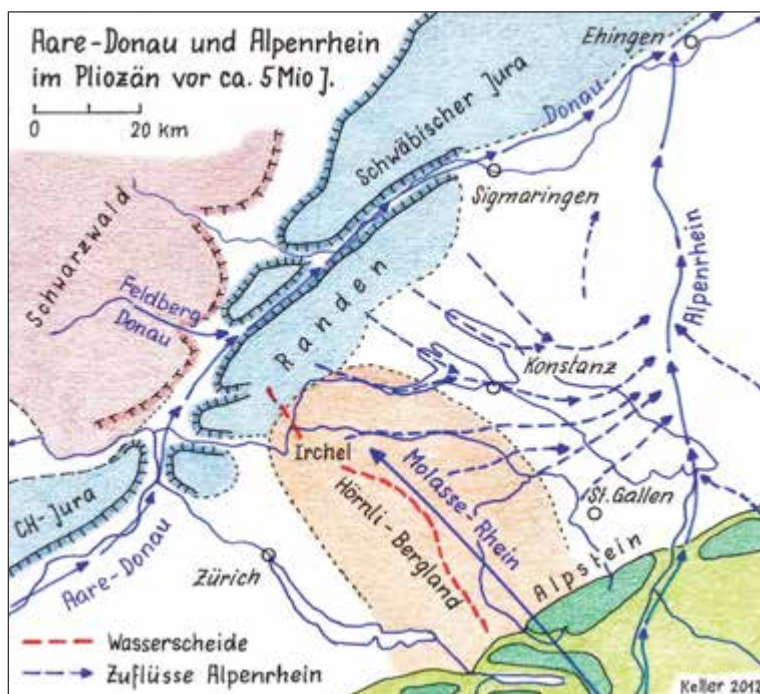 Aare-Donau und Alpenrhein
im Pliozän vor ca. 5 Mio J.
0 20 km
Ehingen
Donau
Schwäbischer Jura
Sigmaringen
Schwarzwald
Feldberg
Donau
Randen
Alpenrhein
Konstanz
Irchel
Molasse-Rhein
Hörnli-Bergland
St. Gallen
CH-Jura
Aare-Donau
Zürich
Alpstein
Wasserscheide
Zuflüsse Alpenrhein
Keller 2012